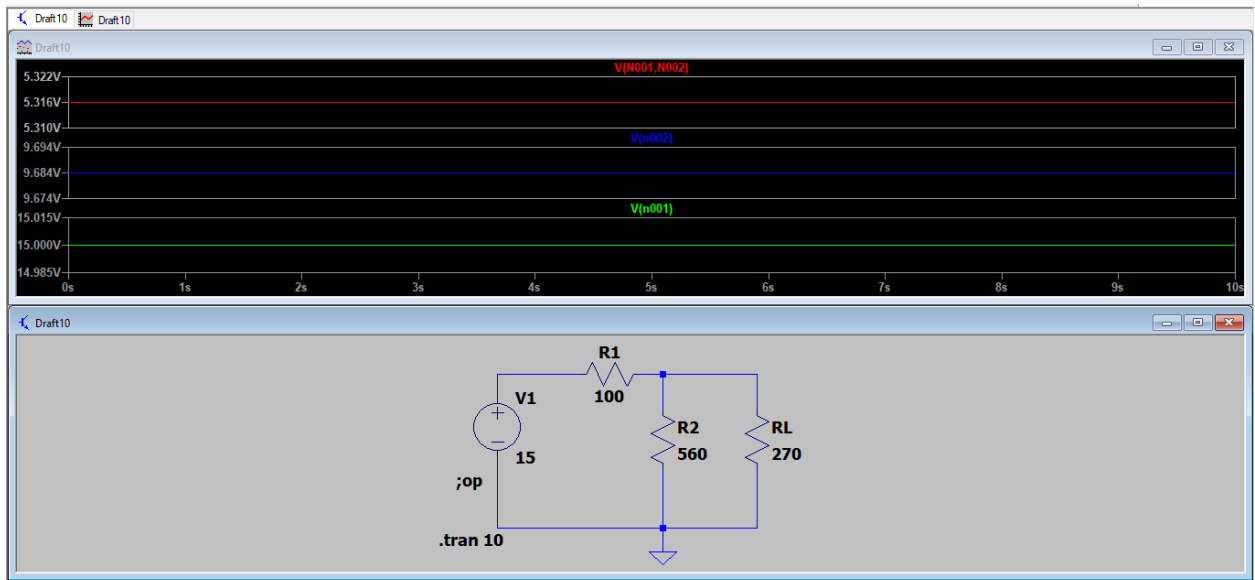 Draft10 Draft10
Draft10
V(N001,N002)
5.322V
5.316V
5.310V
V(n002)
9.694V
9.684V
9.674V
V(n001)
15.015V
15.000V
14.985V
0s 1s 2s 3s 4s 5s 6s 7s 8s 9s 10s
Draft10
R1
100
V1
15
R2
560
RL
270
;op
.tran 10